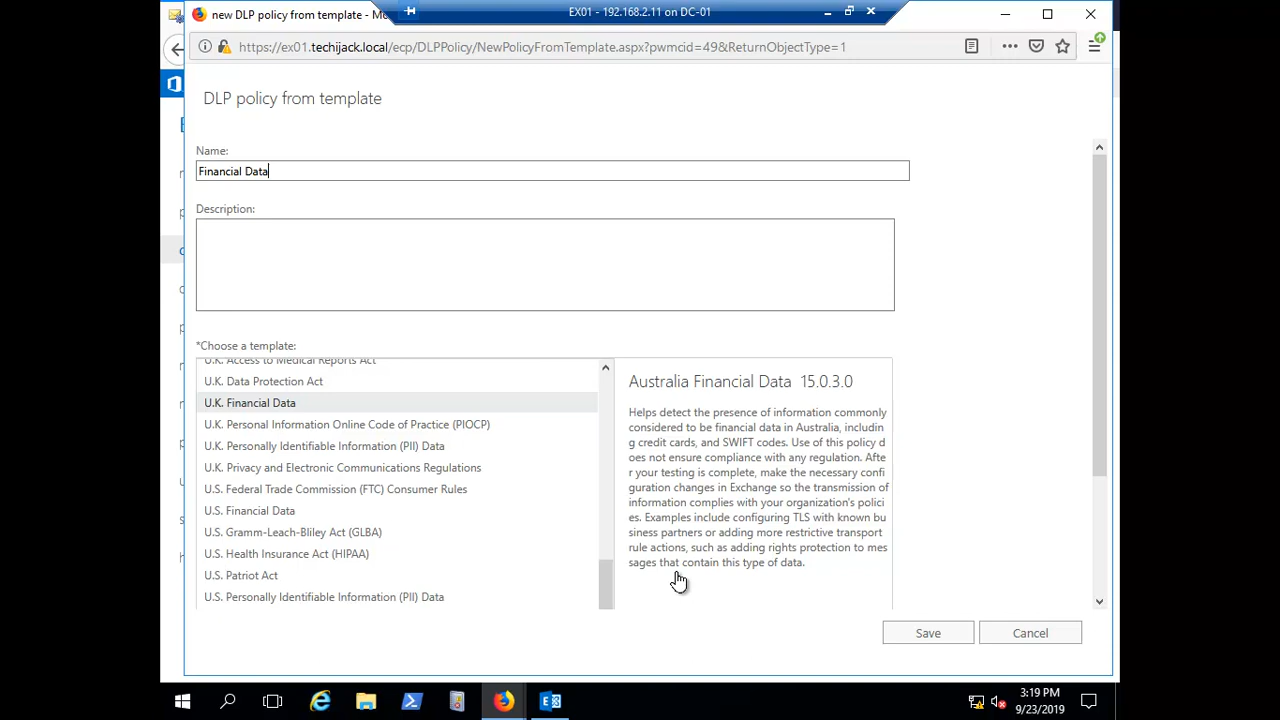 new DLP policy from template - Mo
EX01 - 192.168.2.11 on DC-01
https://ex01.techijack.local/ecp/DLPPolicy/NewPolicyFromTemplate.aspx?pwmcid=49&ReturnObjectType=1
DLP policy from template
Name:
Financial Data
Description:
*Choose a template:
U.K. Access to Medical Reports Act
U.K. Data Protection Act
U.K. Financial Data
U.K. Personal Information Online Code of Practice (PIOCP)
U.K. Personally Identifiable Information (PII) Data
U.K. Privacy and Electronic Communications Regulations
U.S. Federal Trade Commission (FTC) Consumer Rules
U.S. Financial Data
U.S. Gramm-Leach-Bliley Act (GLBA)
U.S. Health Insurance Act (HIPAA)
U.S. Patriot Act
U.S. Personally Identifiable Information (PII) Data
Australia Financial Data 15.0.3.0
Helps detect the presence of information commonly
considered to be financial data in Australia, includin
g credit cards, and SWIFT codes. Use of this policy d
oes not ensure compliance with any regulation. Afte
r your testing is complete, make the necessary confi
guration changes in Exchange so the transmission of
information complies with your organization's polici
es. Examples include configuring TLS with known bu
siness partners or adding more restrictive transport
rule actions, such as adding rights protection to mes
sages that contain this type of data.
Save
Cancel
3:19 PM
9/23/2019